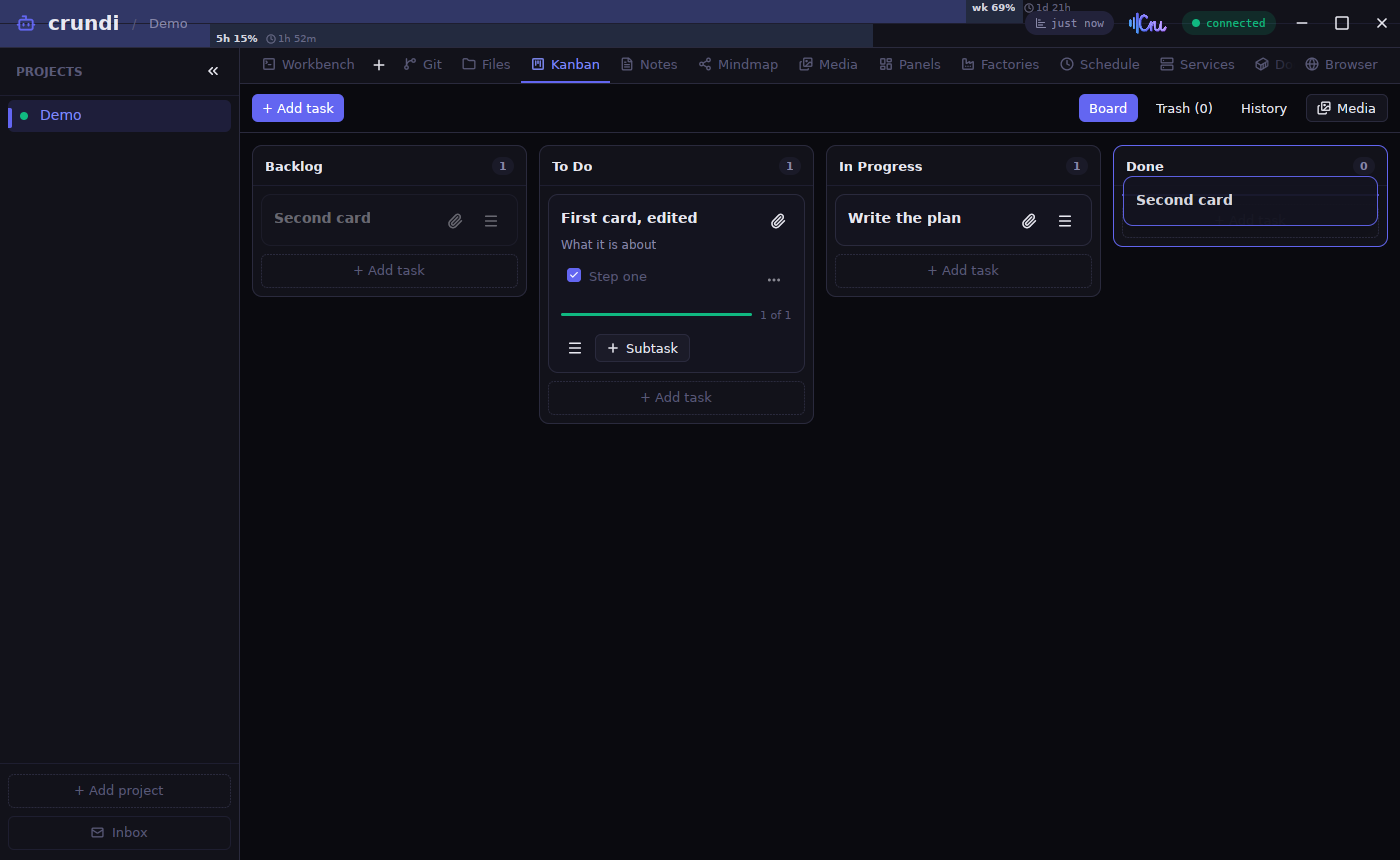 wk 69% 1d 21h
crundi / Demo
just now
Cru
connected
5h 15% 1h 52m
PROJECTS
Workbench + Git Files Kanban Notes Mindmap Media Panels Factories Schedule Services Do Browser
Demo
+ Add task
Board Trash (0) History Media
Backlog 1
Second card
+ Add task
To Do 1
First card, edited
What it is about
Step one
1 of 1
+ Subtask
+ Add task
In Progress 1
Write the plan
+ Add task
Done 0
Second card
+ Add task
+ Add project
Inbox